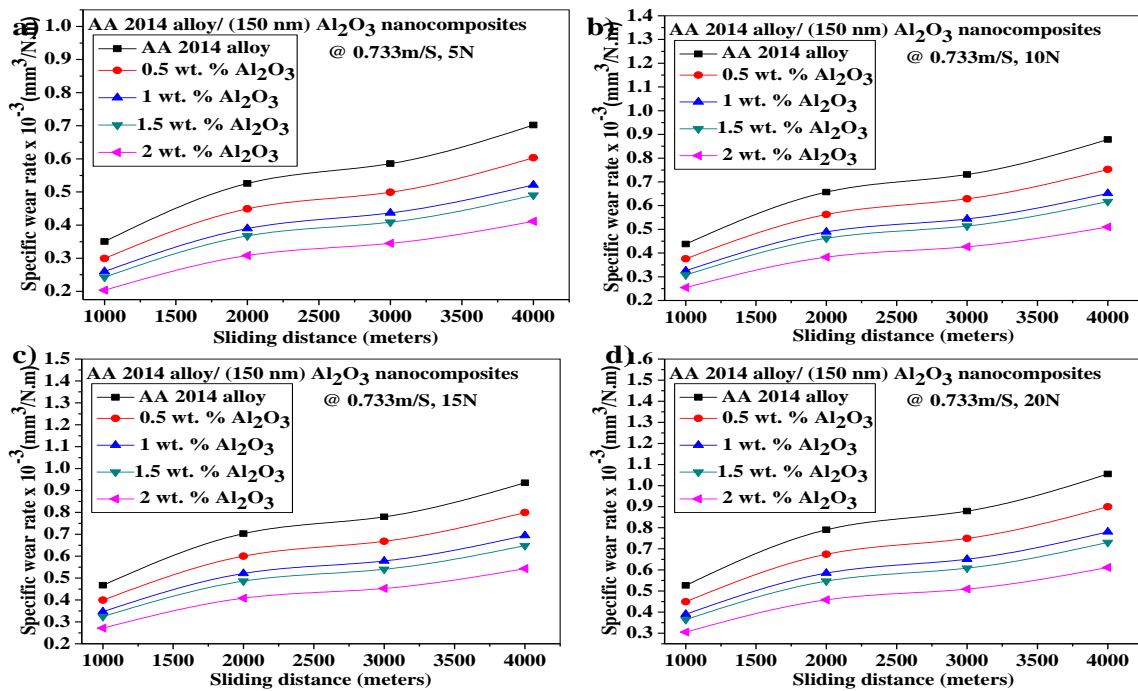 a)
AA 2014 alloy/ (150 nm) Al2O3 nanocomposites
@ 0.733m/S, 5N
AA 2014 alloy
0.5 wt. % Al2O3
1 wt. % Al2O3
1.5 wt. % Al2O3
2 wt. % Al2O3
Specific wear rate x 10-3(mm3/N.m)
1.0
0.9
0.8
0.7
0.6
0.5
0.4
0.3
0.2
1000 1500 2000 2500 3000 3500 4000
Sliding distance (meters)
b)
AA 2014 alloy/ (150 nm) Al2O3 nanocomposites
@ 0.733m/S, 10N
AA 2014 alloy
0.5 wt. % Al2O3
1 wt. % Al2O3
1.5 wt. % Al2O3
2 wt. % Al2O3
Specific wear rate x 10-3(mm3/N.m)
1.4
1.3
1.2
1.1
1.0
0.9
0.8
0.7
0.6
0.5
0.4
0.3
0.2
1000 1500 2000 2500 3000 3500 4000
Sliding distance (meters)
c)
AA 2014 alloy/ (150 nm) Al2O3 nanocomposites
@ 0.733m/S, 15N
AA 2014 alloy
0.5 wt. % Al2O3
1 wt. % Al2O3
1.5 wt. % Al2O3
2 wt. % Al2O3
Specific wear rate x 10-3(mm3/N.m)
1.5
1.4
1.3
1.2
1.1
1.0
0.9
0.8
0.7
0.6
0.5
0.4
0.3
0.2
1000 1500 2000 2500 3000 3500 4000
Sliding distance (meters)
d)
AA 2014 alloy/ (150 nm) Al2O3 nanocomposites
@ 0.733m/S, 20N
AA 2014 alloy
0.5 wt. % Al2O3
1 wt. % Al2O3
1.5 wt. % Al2O3
2 wt. % Al2O3
Specific wear rate x 10-3(mm3/N.m)
1.6
1.5
1.4
1.3
1.2
1.1
1.0
0.9
0.8
0.7
0.6
0.5
0.4
0.3
1000 1500 2000 2500 3000 3500 4000
Sliding distance (meters)